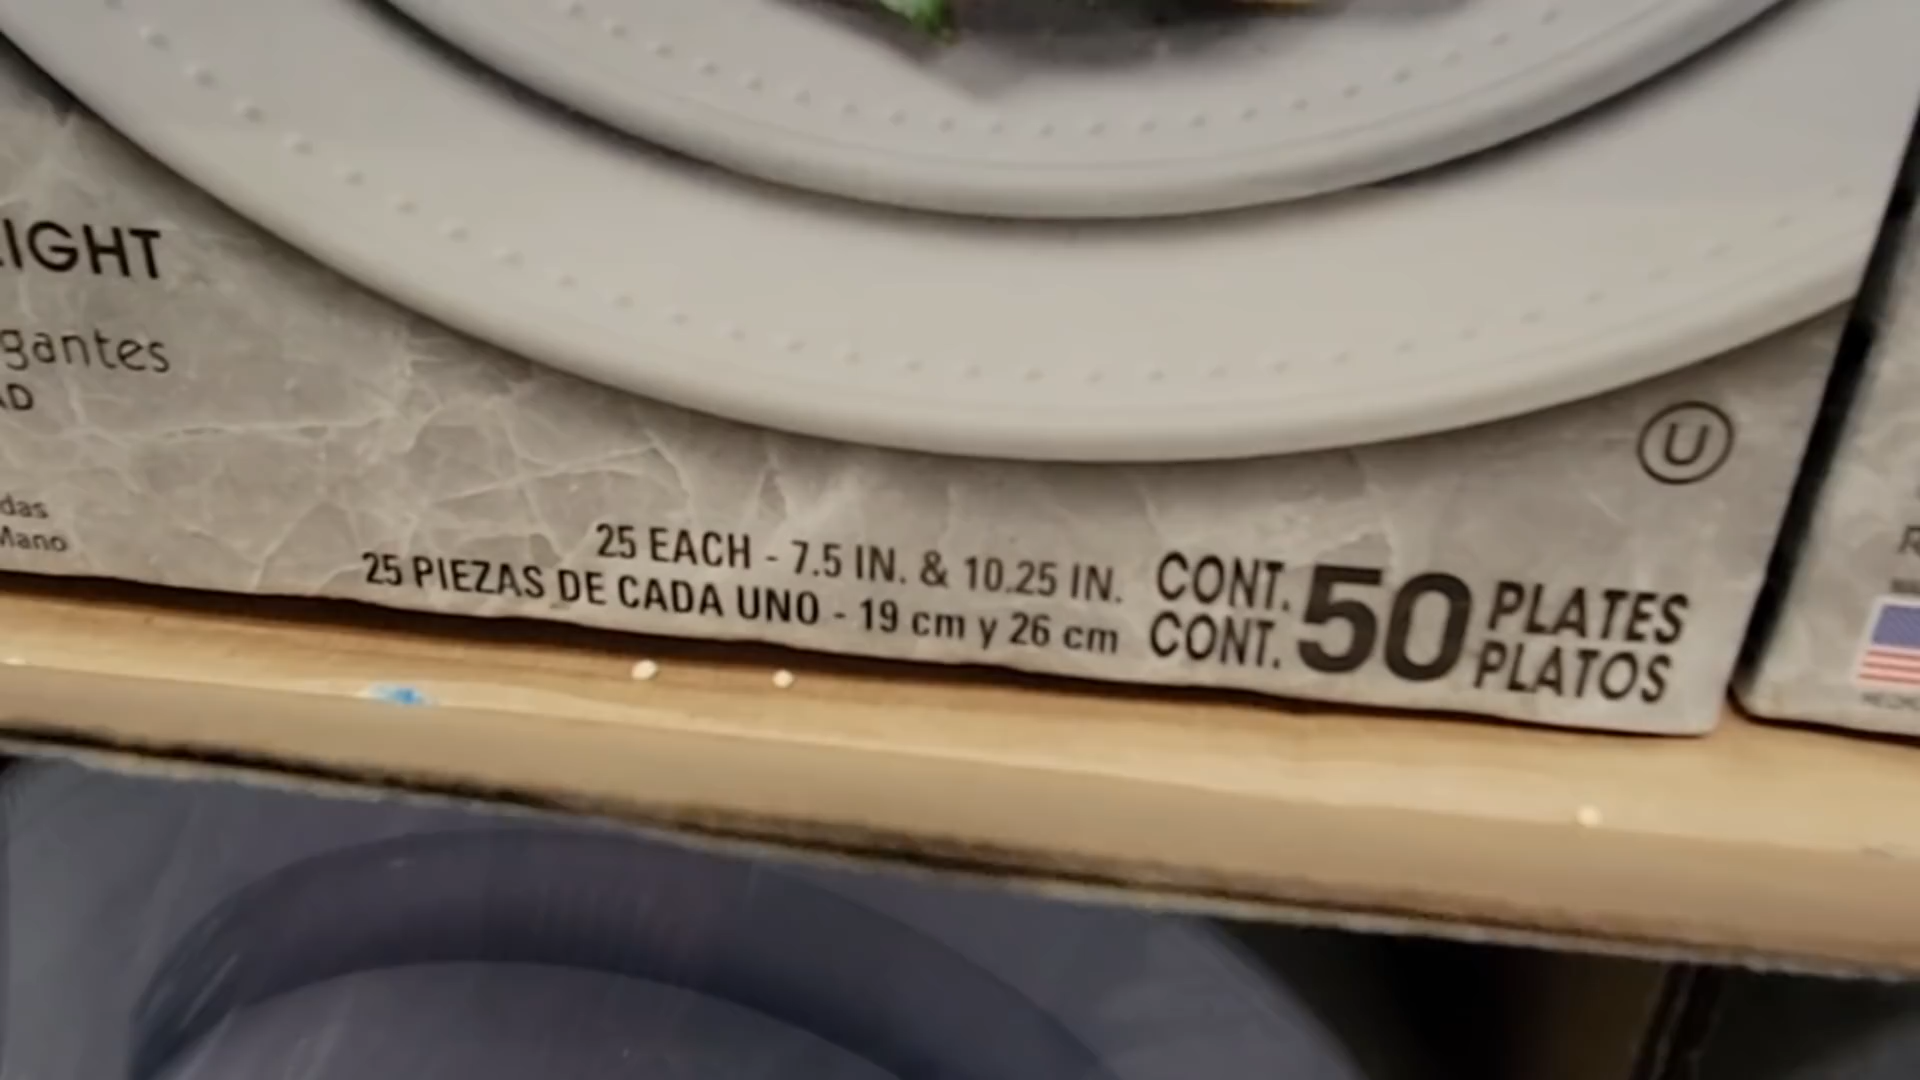 IGHT
gantes
das
Mano
U
25 EACH - 7.5 IN. & 10.25 IN.
25 PIEZAS DE CADA UNO - 19 cm y 26 cm
CONT. 50 PLATES
CONT. PLATOS